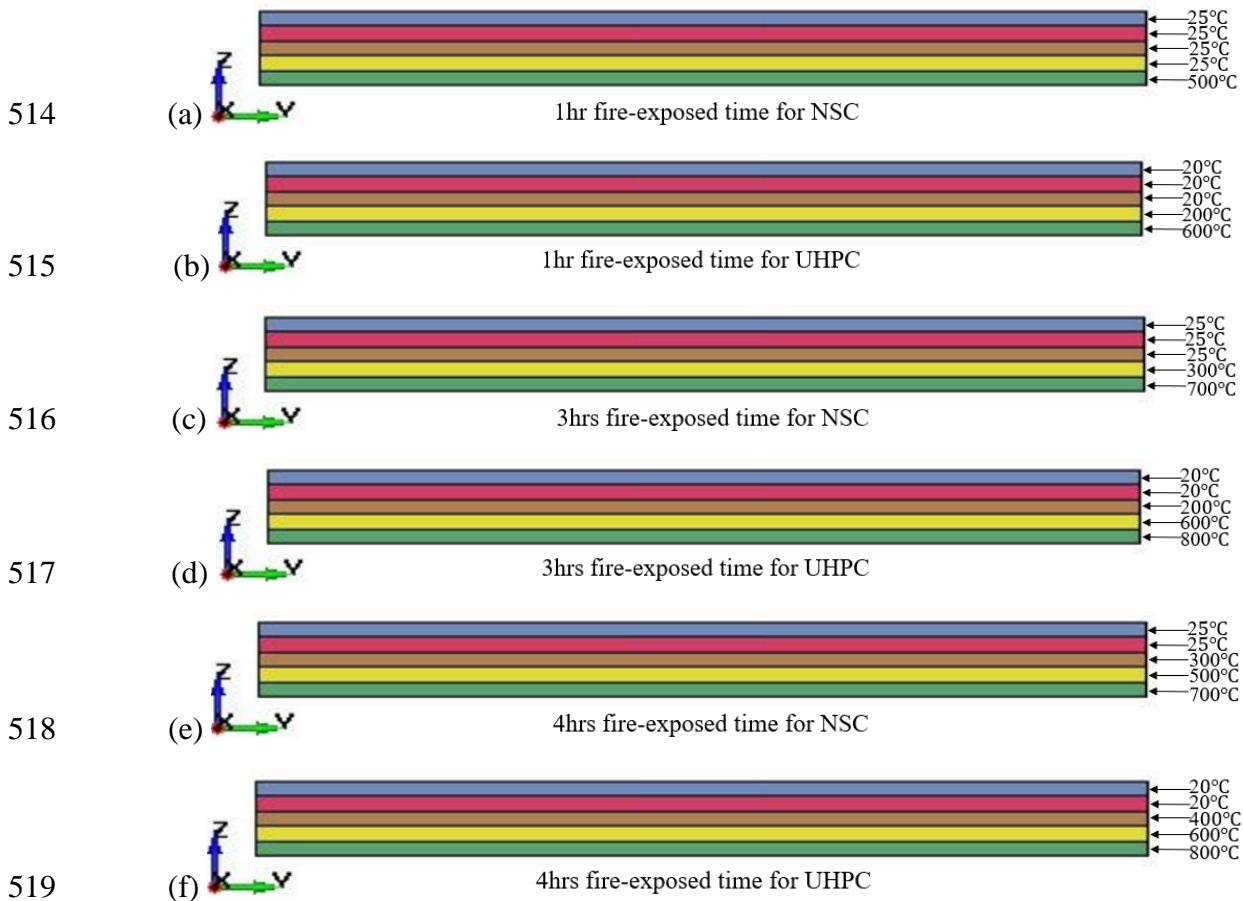 25°C
25°C
25°C
25°C
500°C
Z
X Y
514 (a) 1hr fire-exposed time for NSC
20°C
20°C
20°C
200°C
600°C
Z
X Y
515 (b) 1hr fire-exposed time for UHPC
25°C
25°C
25°C
300°C
700°C
Z
X Y
516 (c) 3hrs fire-exposed time for NSC
20°C
20°C
200°C
600°C
800°C
Z
X Y
517 (d) 3hrs fire-exposed time for UHPC
25°C
25°C
300°C
500°C
700°C
Z
X Y
518 (e) 4hrs fire-exposed time for NSC
20°C
20°C
400°C
600°C
800°C
Z
X Y
519 (f) 4hrs fire-exposed time for UHPC